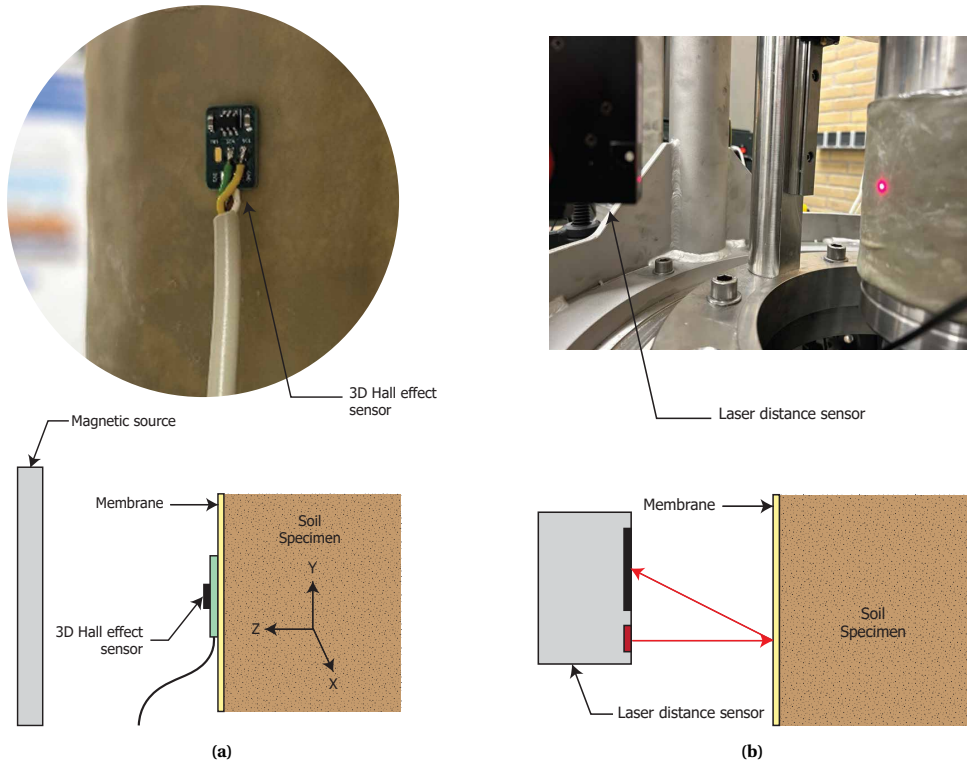 3D Hall effect
sensor
Laser distance sensor
Magnetic source
Membrane
Soil
Specimen
Y
Z
X
3D Hall effect
sensor
(a)
Membrane
Soil
Specimen
Laser distance sensor
(b)